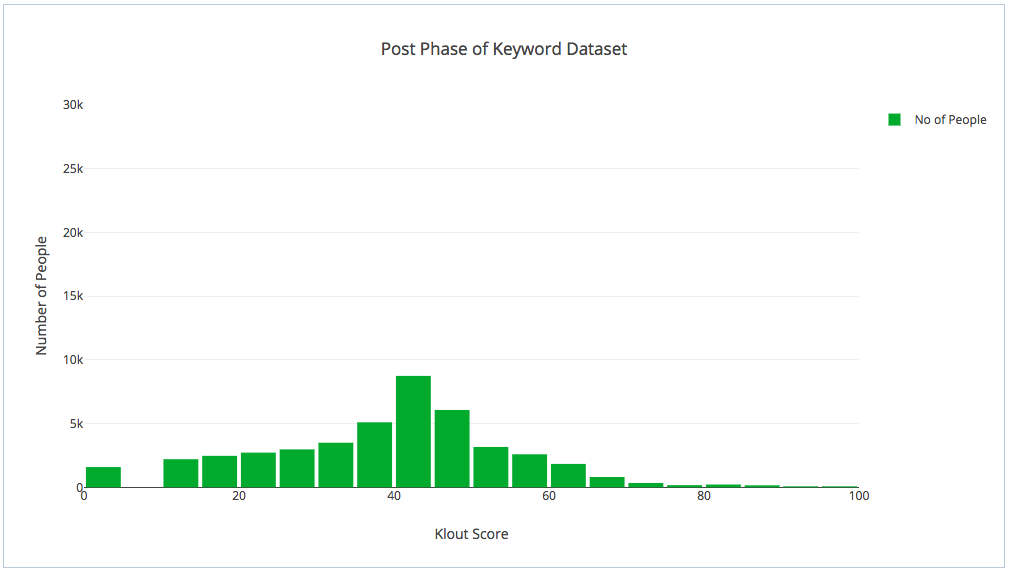 Post Phase of Keyword Dataset
No of People
Number of People
30k
25k
20k
15k
10k
5k
0
0 20 40 60 80 100
Klout Score